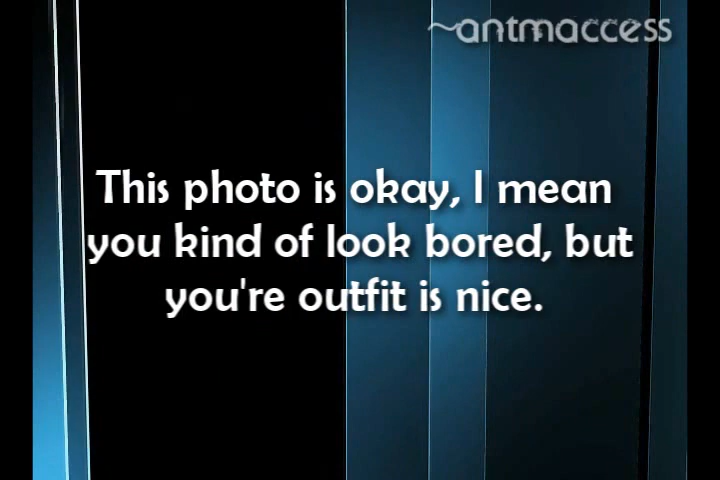 ~antmaccess
This photo is okay, I mean
you kind of look bored, but
you're outfit is nice.